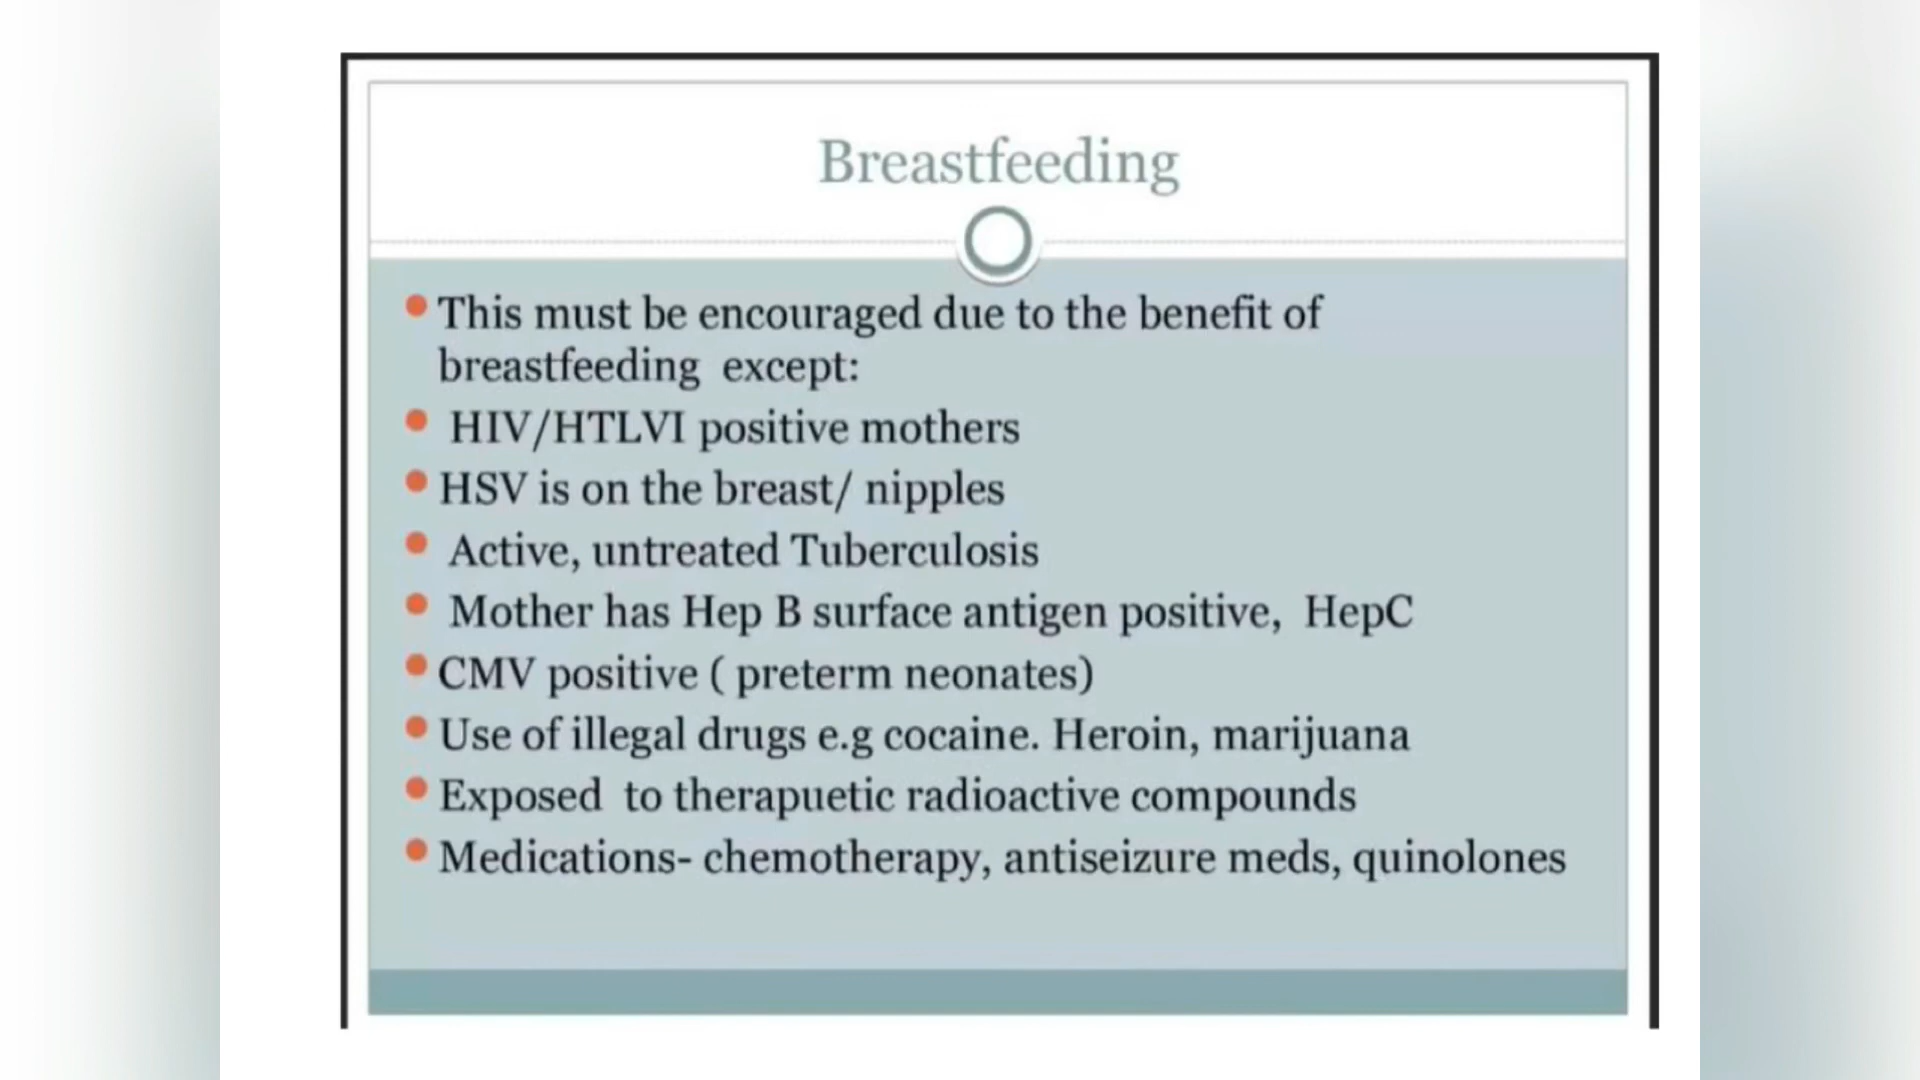 Breastfeeding
This must be encouraged due to the benefit of
breastfeeding except:
HIV/HTLVI positive mothers
HSV is on the breast/ nipples
Active, untreated Tuberculosis
Mother has Hep B surface antigen positive, HepC
CMV positive ( preterm neonates)
Use of illegal drugs e.g cocaine. Heroin, marijuana
Exposed to therapuetic radioactive compounds
Medications- chemotherapy, antiseizure meds, quinolones